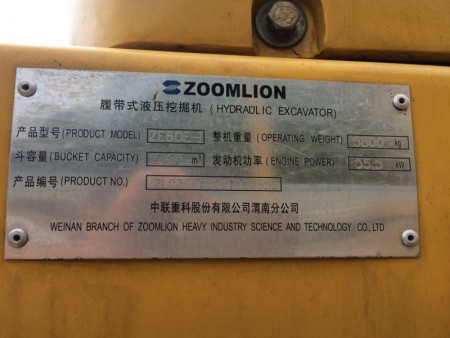 ZOOMLION
履带式液压挖掘机 (HYDRAULIC EXCAVATOR)
产品型号(PRODUCT MODEL) 整机重量(OPERATING WEIGHT) kg
斗容量(BUCKET CAPACITY) m³ 发动机功率(ENGINE POWER) kW
产品编号(PRODUCT NO.)
中联重科股份有限公司渭南分公司
WEINAN BRANCH OF ZOOMLION HEAVY INDUSTRY SCIENCE AND TECHNOLOGY CO., LTD